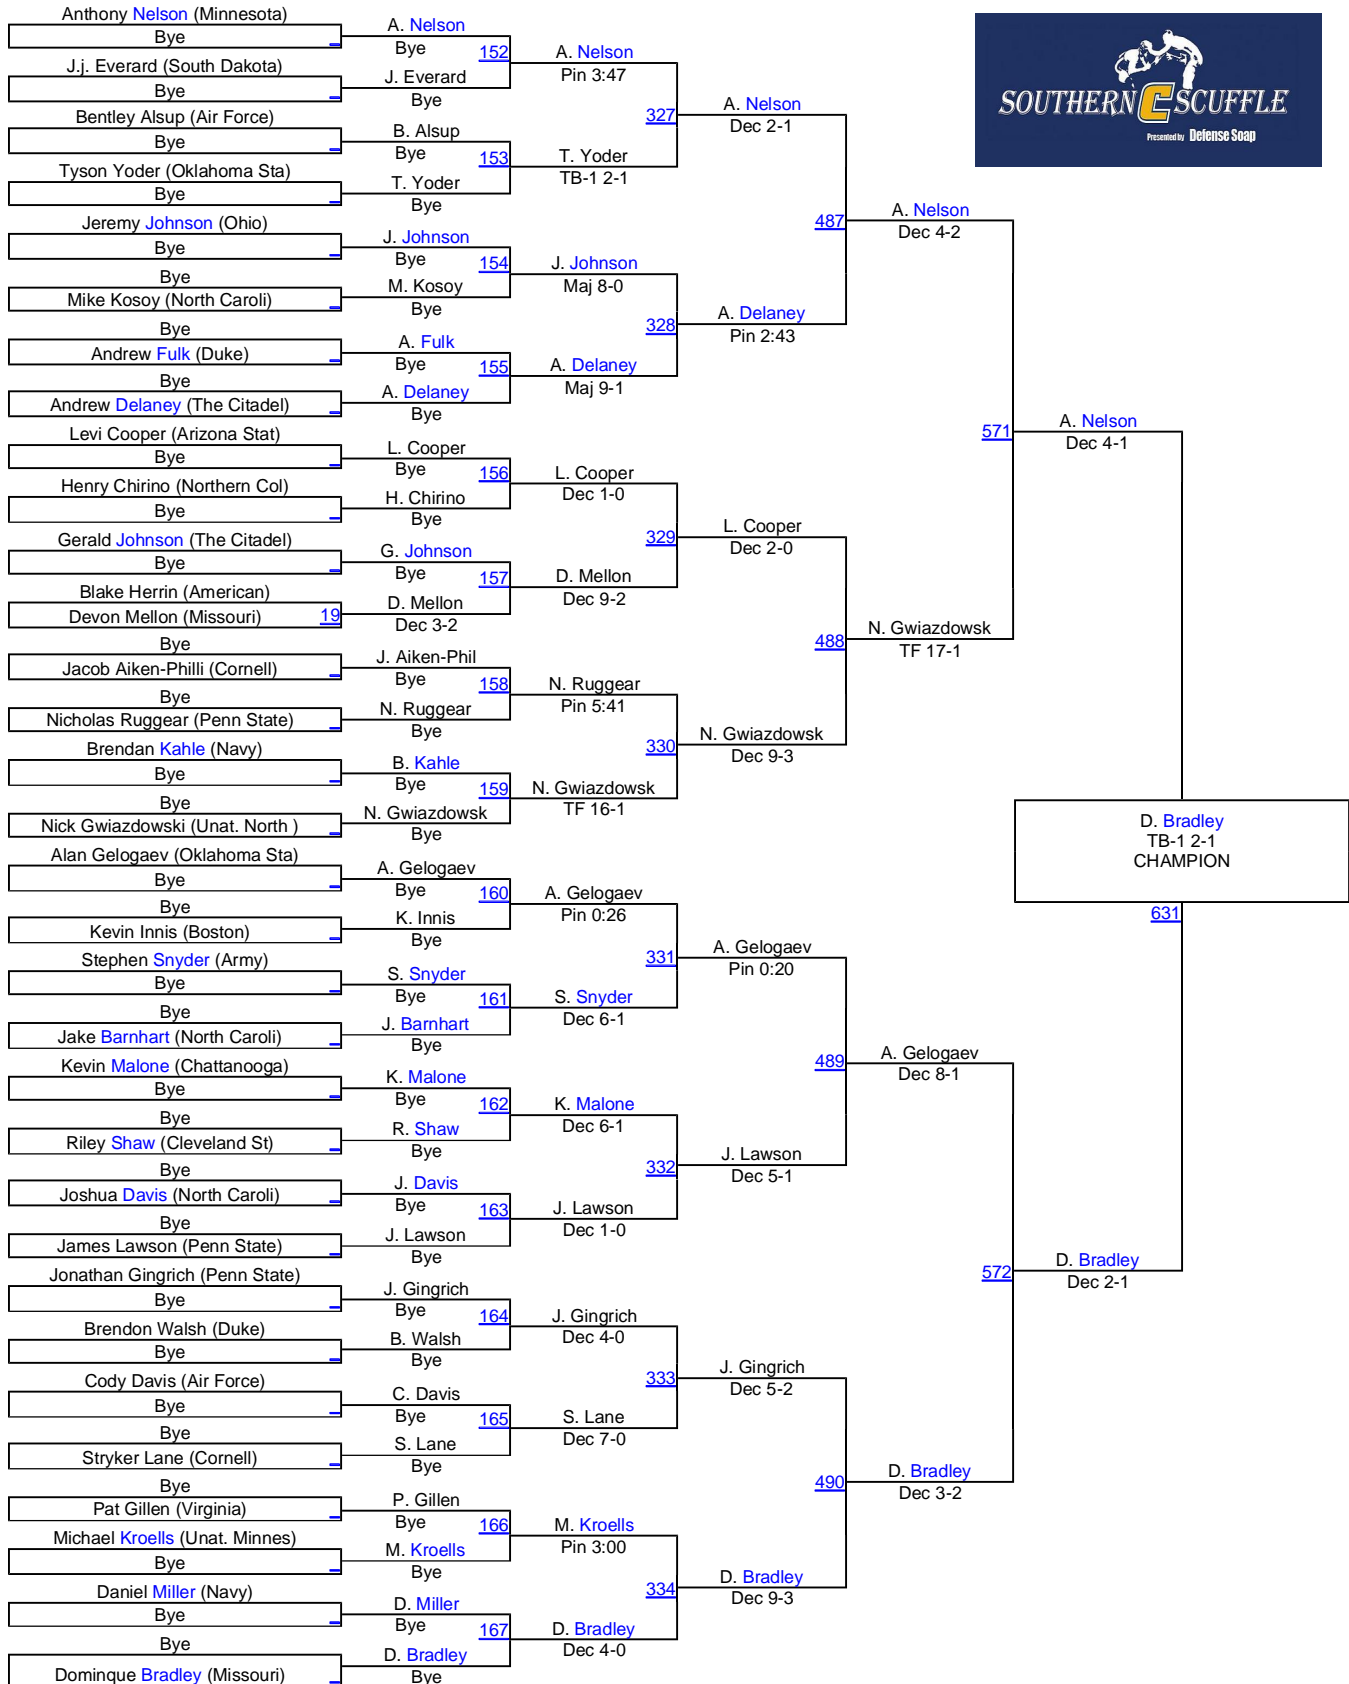 Anthony Nelson (Minnesota)
Bye
J.j. Everard (South Dakota)
Bye
Bentley Alsup (Air Force)
Bye
Tyson Yoder (Oklahoma Sta)
Bye
Jeremy Johnson (Ohio)
Bye
Bye
Mike Kosoy (North Caroli)
Bye
Andrew Fulk (Duke)
Bye
Andrew Delaney (The Citadel)
Levi Cooper (Arizona Stat)
Bye
Henry Chirino (Northern Col)
Bye
Gerald Johnson (The Citadel)
Bye
Blake Herrin (American)
Devon Mellon (Missouri)
19
Bye
Jacob Aiken-Philli (Cornell)
Bye
Nicholas Ruggear (Penn State)
Brendan Kahle (Navy)
Bye
Bye
Nick Gwiazdowski (Unat. North )
Alan Gelogaev (Oklahoma Sta)
Bye
Bye
Kevin Innis (Boston)
Stephen Snyder (Army)
Bye
Bye
Jake Barnhart (North Caroli)
Kevin Malone (Chattanooga)
Bye
Bye
Riley Shaw (Cleveland St)
Bye
Joshua Davis (North Caroli)
Bye
James Lawson (Penn State)
Jonathan Gingrich (Penn State)
Bye
Brendon Walsh (Duke)
Bye
Cody Davis (Air Force)
Bye
Bye
Stryker Lane (Cornell)
Bye
Pat Gillen (Virginia)
Michael Kroells (Unat. Minnes)
Bye
Daniel Miller (Navy)
Bye
Bye
Dominque Bradley (Missouri)
A. Nelson
Bye
152
J. Everard
Bye
B. Alsup
Bye
153
T. Yoder
Bye
J. Johnson
Bye
154
M. Kosoy
Bye
A. Fulk
Bye
155
A. Delaney
Bye
L. Cooper
Bye
156
H. Chirino
Bye
G. Johnson
Bye
157
D. Mellon
Dec 3-2
J. Aiken-Phil
Bye
158
N. Ruggear
Bye
B. Kahle
Bye
159
N. Gwiazdowsk
Bye
A. Gelogaev
Bye
160
K. Innis
Bye
S. Snyder
Bye
161
J. Barnhart
Bye
K. Malone
Bye
162
R. Shaw
Bye
J. Davis
Bye
163
J. Lawson
Bye
J. Gingrich
Bye
164
B. Walsh
Bye
C. Davis
Bye
165
S. Lane
Bye
P. Gillen
Bye
166
M. Kroells
Bye
D. Miller
Bye
167
D. Bradley
Bye
A. Nelson
Pin 3:47
327
T. Yoder
TB-1 2-1
J. Johnson
Maj 8-0
328
A. Delaney
Maj 9-1
L. Cooper
Dec 1-0
329
D. Mellon
Dec 9-2
N. Ruggear
Pin 5:41
330
N. Gwiazdowsk
TF 16-1
A. Gelogaev
Pin 0:26
331
S. Snyder
Dec 6-1
K. Malone
Dec 6-1
332
J. Lawson
Dec 1-0
J. Gingrich
Dec 4-0
333
S. Lane
Dec 7-0
M. Kroells
Pin 3:00
334
D. Bradley
Dec 4-0
A. Nelson
Dec 2-1
487
A. Delaney
Pin 2:43
L. Cooper
Dec 2-0
488
N. Gwiazdowsk
Dec 9-3
A. Gelogaev
Pin 0:20
489
J. Lawson
Dec 5-1
J. Gingrich
Dec 5-2
490
D. Bradley
Dec 9-3
A. Nelson
Dec 4-2
571
N. Gwiazdowsk
TF 17-1
A. Gelogaev
Dec 8-1
572
D. Bradley
Dec 3-2
A. Nelson
Dec 4-1
D. Bradley
Dec 2-1
D. Bradley
TB-1 2-1
CHAMPION
631
SOUTHERN C SCUFFLE
Presented by Defense Soap